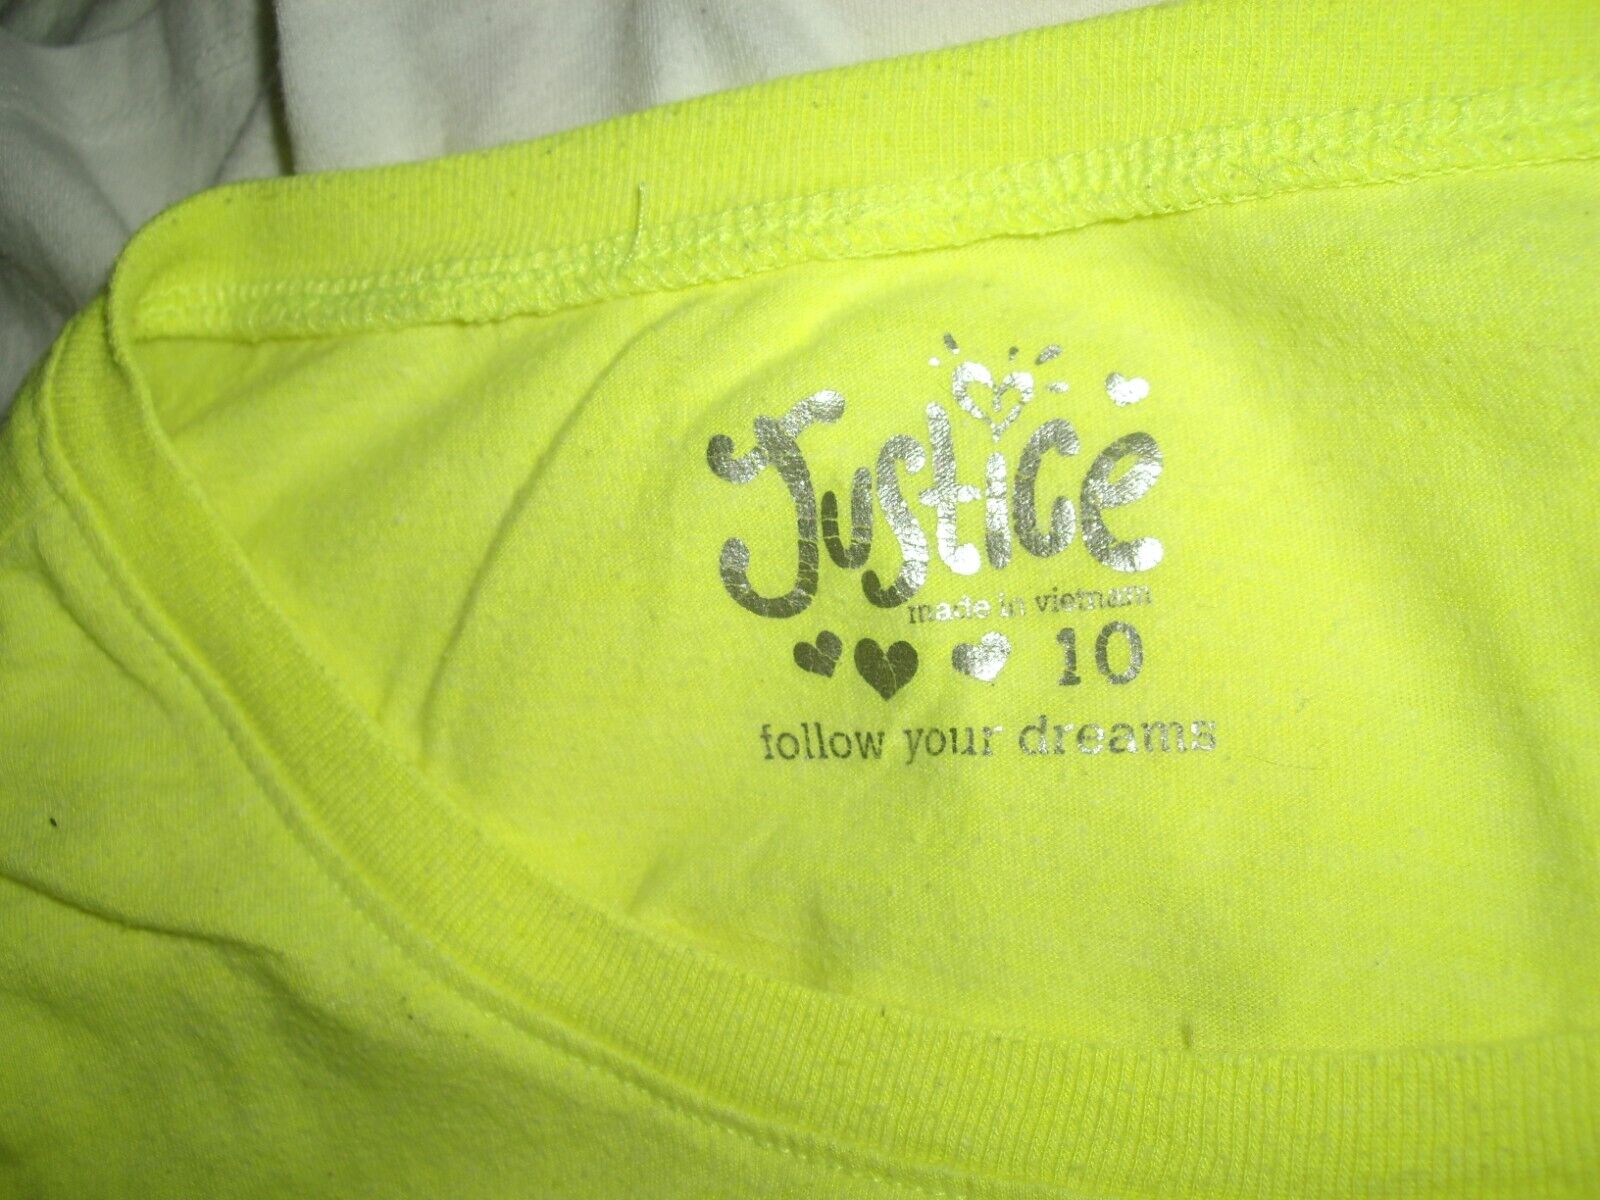 Justice
made in vietnam
10
follow your dreams